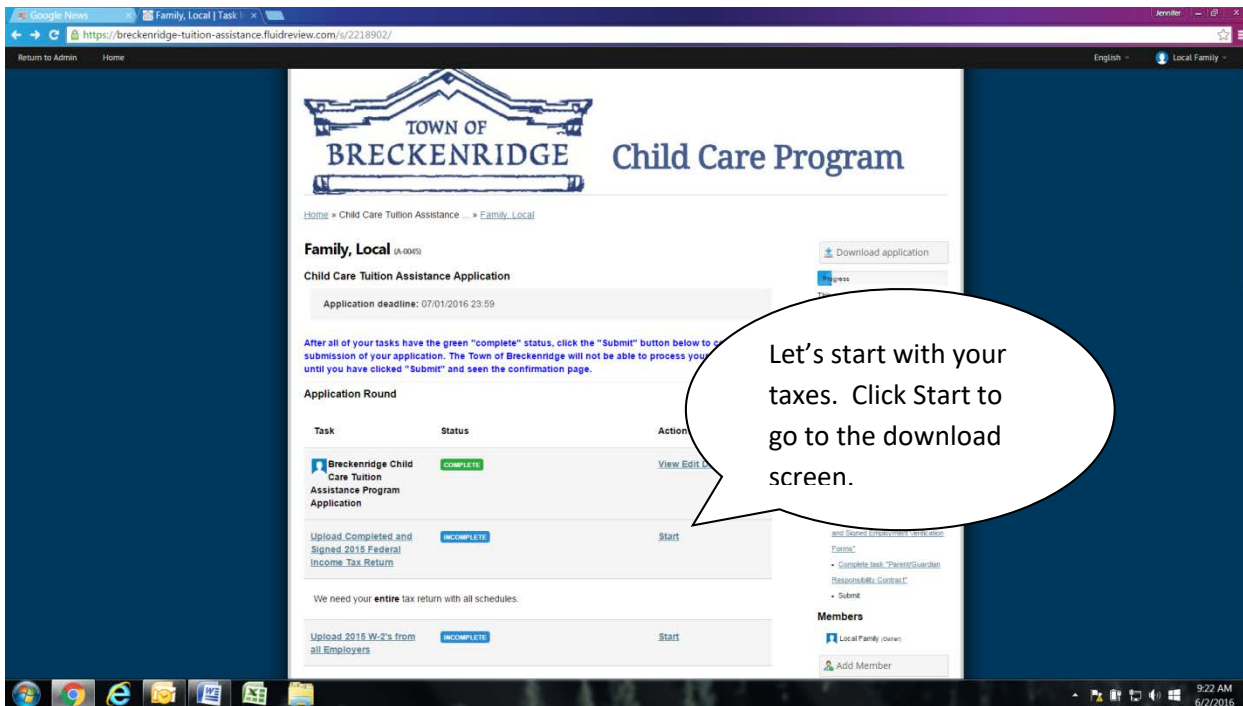 Google News
Family, Local | Task
Jennifer
https://breckenridge-tuition-assistance.fluidreview.com/s/2218902/
Return to Admin Home
English
Local Family
TOWN OF
BRECKENRIDGE
Child Care Program
Home » Child Care Tuition Assistance ... » Family, Local
Family, Local (A-0045)
Download application
Child Care Tuition Assistance Application
Progress
Application deadline: 07/01/2016 23:59
After all of your tasks have the green "complete" status, click the "Submit" button below to
submission of your application. The Town of Breckenridge will not be able to process your
until you have clicked "Submit" and seen the confirmation page.
Let's start with your
taxes. Click Start to
go to the download
screen.
Application Round
Task Status Action
Breckenridge Child
Care Tuition
Assistance Program
Application
COMPLETE
View Edit
Upload Completed and
Signed 2015 Federal
Income Tax Return
INCOMPLETE
Start
We need your entire tax return with all schedules.
Upload 2015 W-2's from
all Employers
INCOMPLETE
Start
and Signed Employment Verification
Forms"
• Complete task "Parent/Guardian
Responsibility Contract"
• Submit
Members
Local Family (Owner)
Add Member
9:22 AM
6/2/2016